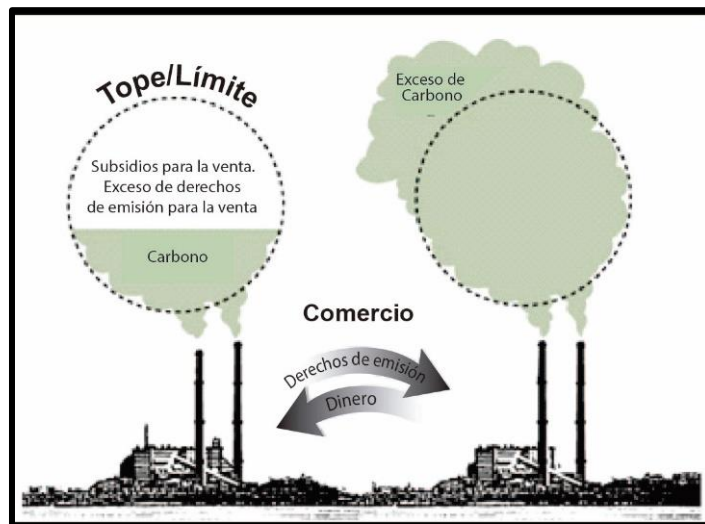 Tope/Límite
Subsidios para la venta.
Exceso de derechos
de emisión para la venta
Carbono
Exceso de
Carbono
Comercio
Derechos de emisión
Dinero